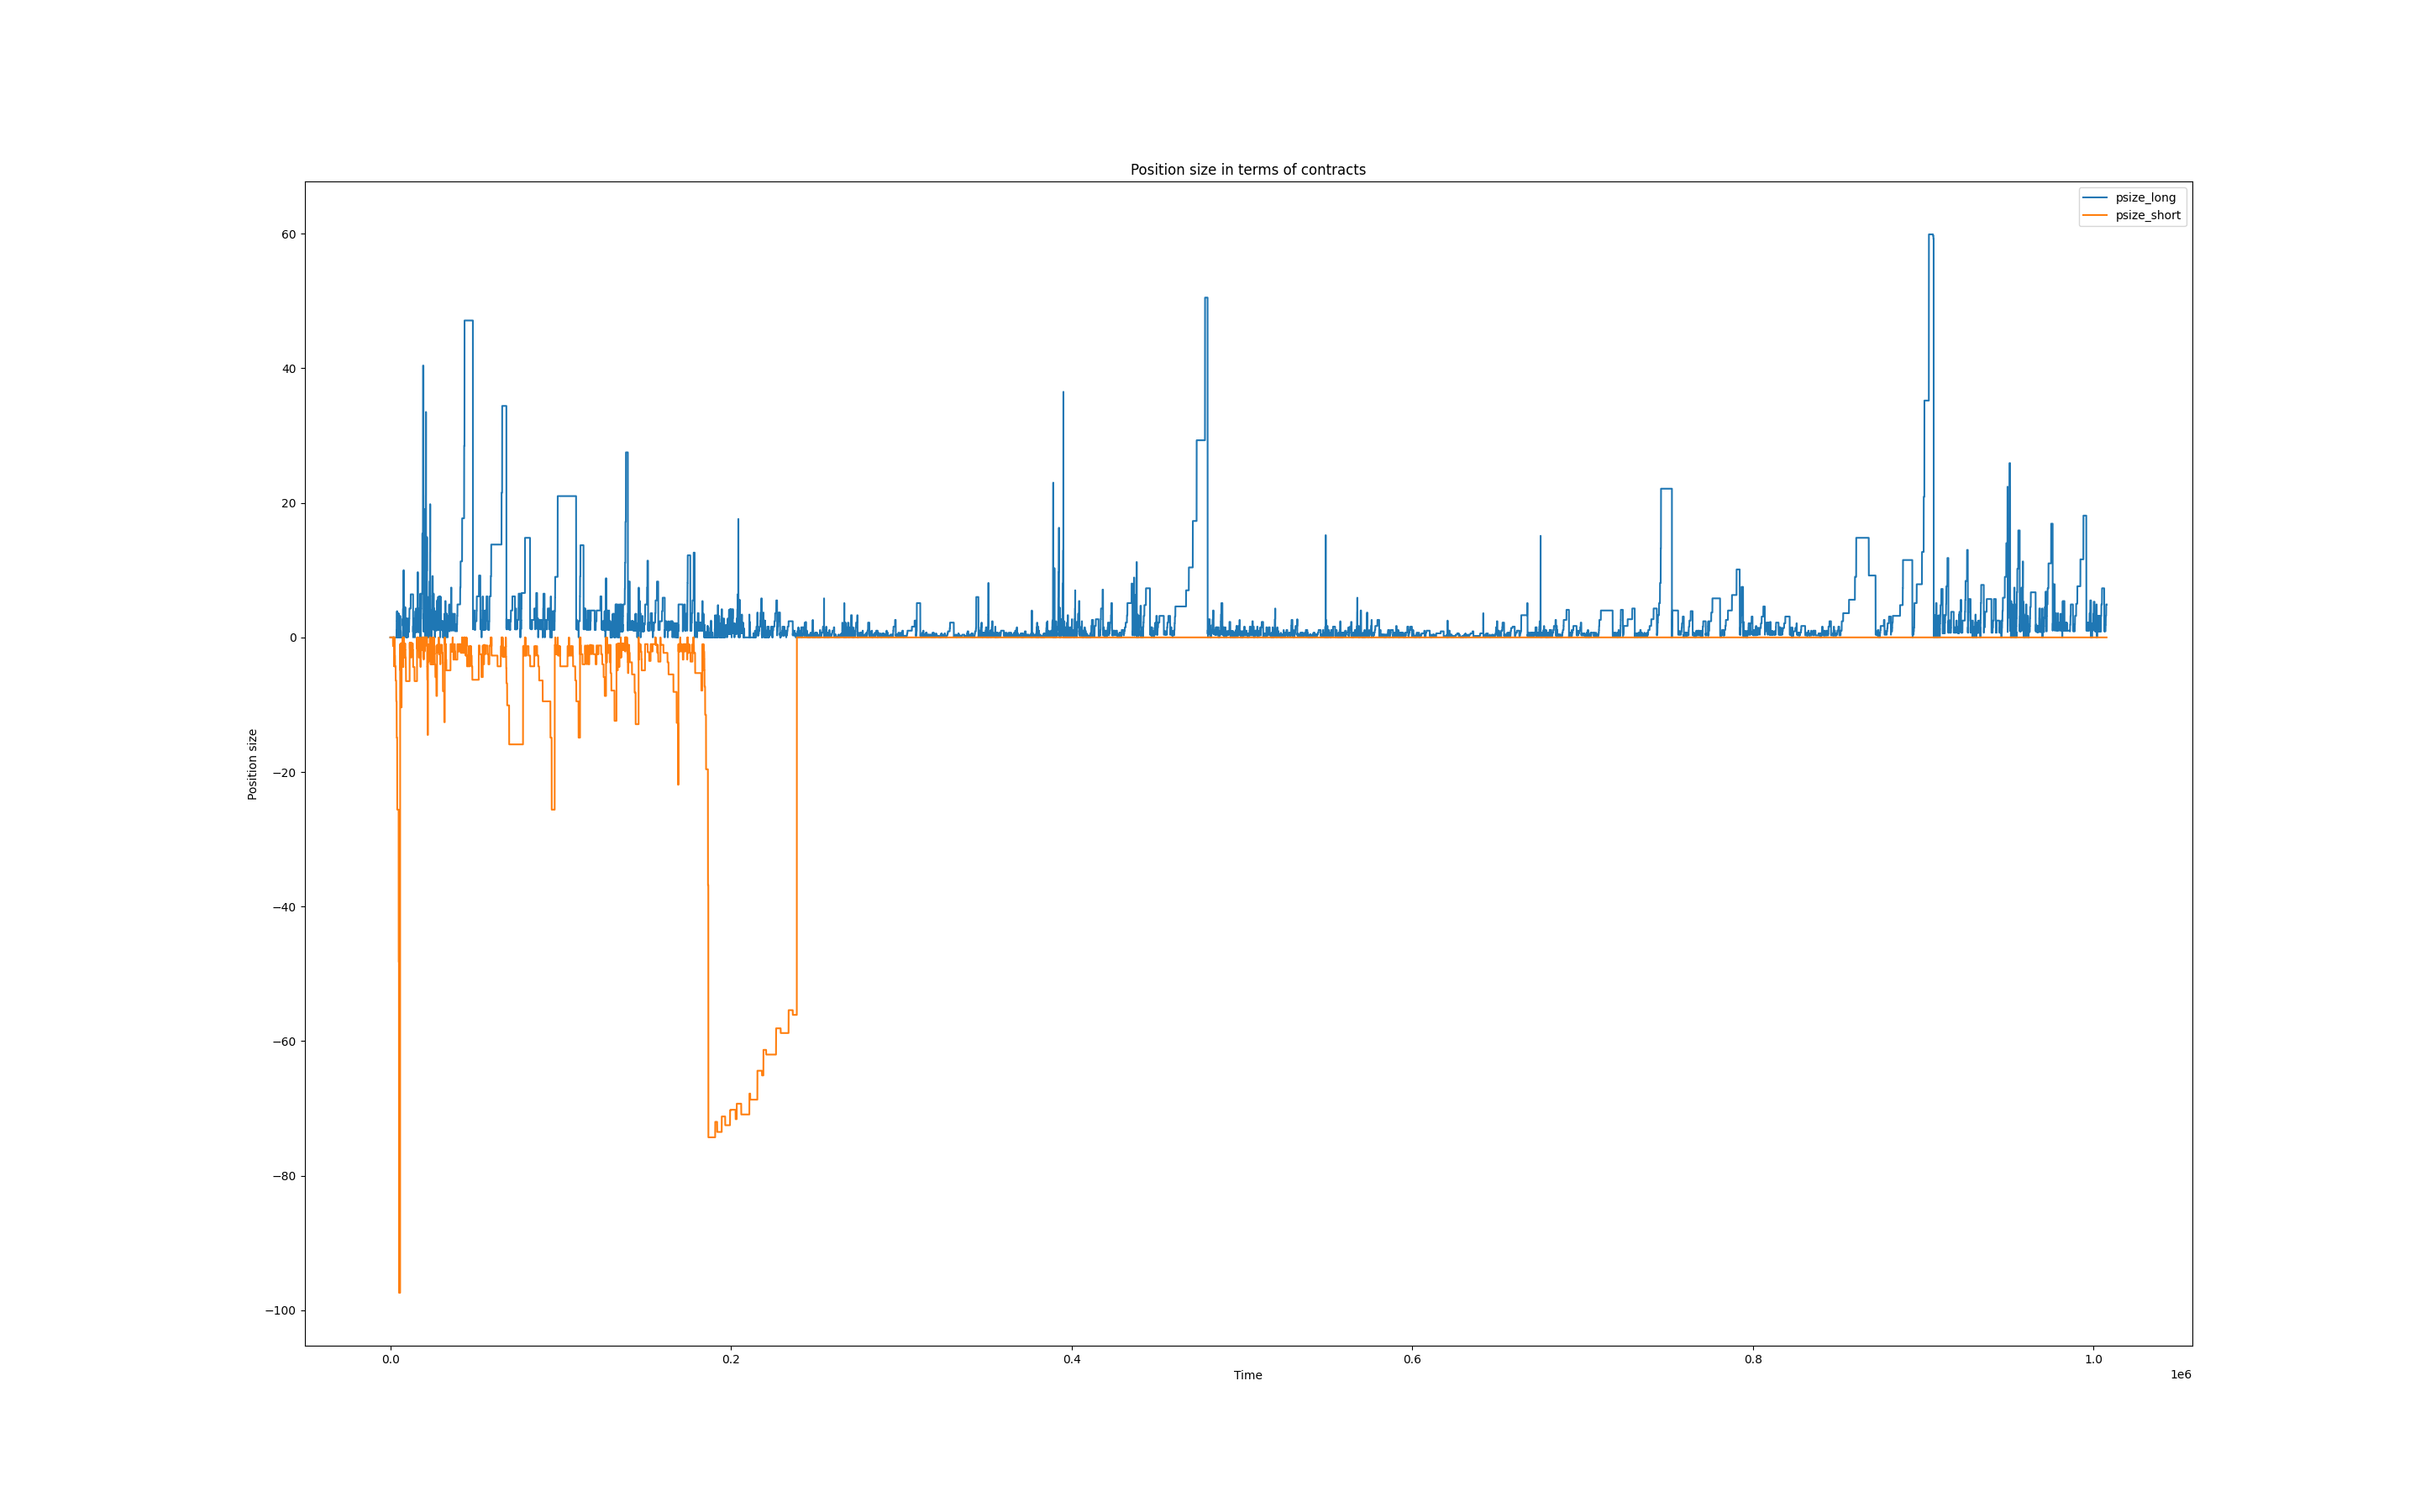 Position size in terms of contracts
psize_long
psize_short
60
40
20
0
−20
−40
−60
−80
−100
Position size
0.0
0.2
0.4
0.6
0.8
1.0
Time
1e6